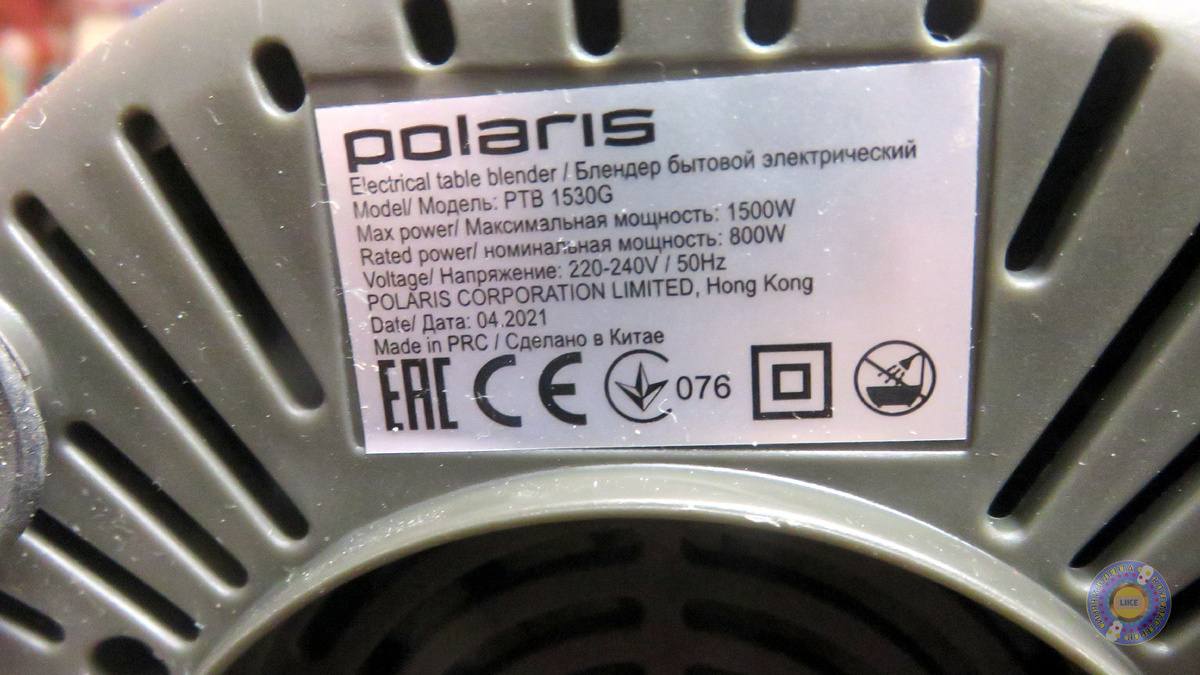 polaris
Electrical table blender / Блендер бытовой электрический
Model/ Модель: PTB 1530G
Max power/ Максимальная мощность: 1500W
Rated power/ номинальная мощность: 800W
Voltage/ Напряжение: 220-240V / 50Hz
POLARIS CORPORATION LIMITED, Hong Kong
Date/ Дата: 04.2021
Made in PRC / Сделано в Китае
EAC CE 076